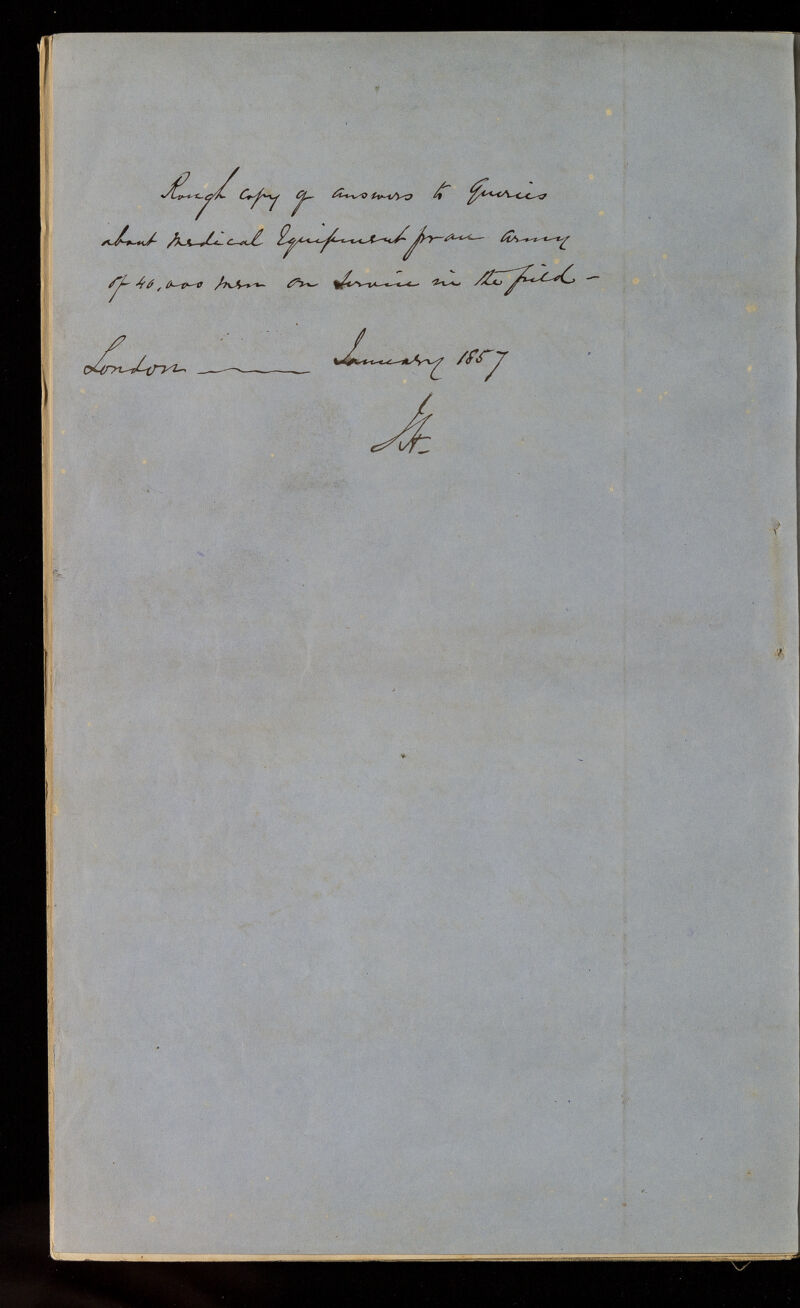 Rough copy of answers to Queries
about Medical Equipment for an army
of 40,000 men on Service in the field -
London ——— January 1857
JH-